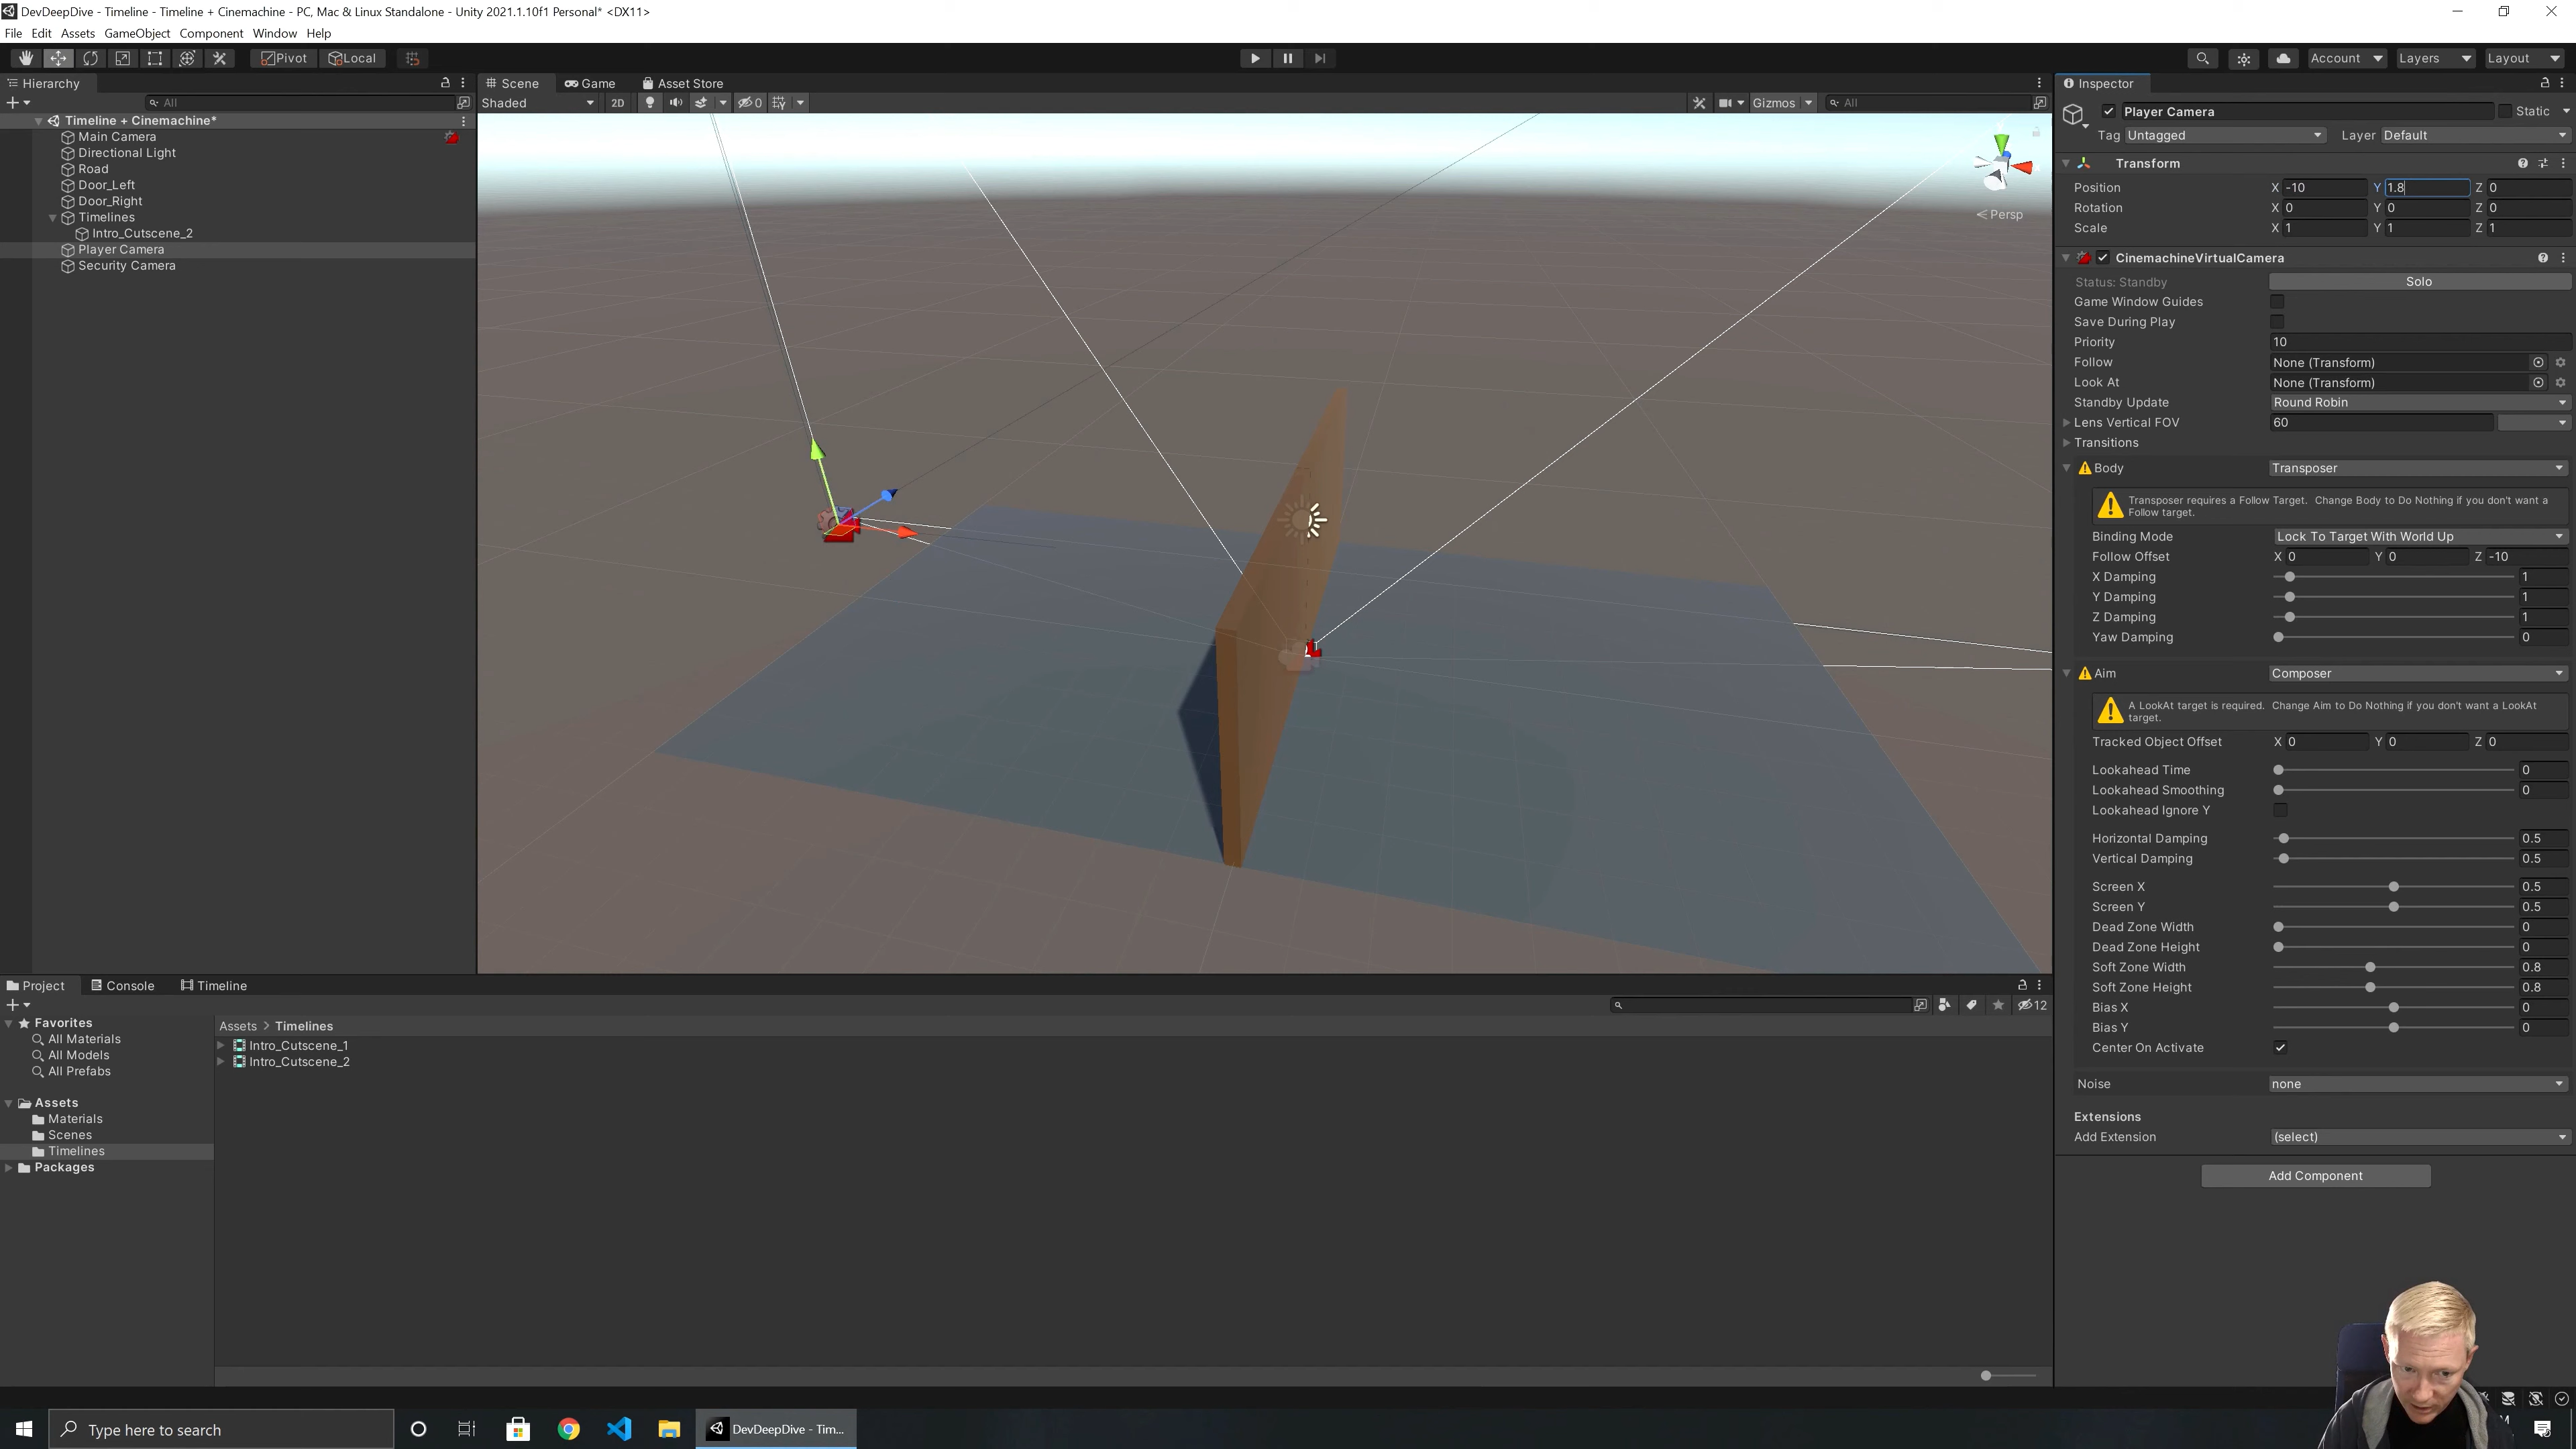 DevDeepDive - Timeline - Timeline + Cinemachine - PC, Mac & Linux Standalone - Unity 2021.1.10f1 Personal* <DX11>
File Edit Assets GameObject Component Window Help
Pivot Local Account Layers Layout
Hierarchy
All
Timeline + Cinemachine*
Main Camera
Directional Light
Road
Door_Left
Door_Right
Timelines
Intro_Cutscene_2
Player Camera
Security Camera
Scene Game Asset Store
Shaded 2D 0 Gizmos All
Persp
Inspector
Player Camera Static
Tag Untagged Layer Default
Transform
Position X -10 Y 1.8 Z 0
Rotation X 0 Y 0 Z 0
Scale X 1 Y 1 Z 1
CinemachineVirtualCamera
Status: Standby Solo
Game Window Guides
Save During Play
Priority 10
Follow None (Transform)
Look At None (Transform)
Standby Update Round Robin
Lens Vertical FOV 60
Transitions
Body Transposer
Transposer requires a Follow Target. Change Body to Do Nothing if you don't want a
Follow target.
Binding Mode Lock To Target With World Up
Follow Offset X 0 Y 0 Z -10
X Damping 1
Y Damping 1
Z Damping 1
Yaw Damping 0
Aim Composer
A LookAt target is required. Change Aim to Do Nothing if you don't want a LookAt
target.
Tracked Object Offset X 0 Y 0 Z 0
Lookahead Time 0
Lookahead Smoothing 0
Lookahead Ignore Y
Horizontal Damping 0.5
Vertical Damping 0.5
Screen X 0.5
Screen Y 0.5
Dead Zone Width 0
Dead Zone Height 0
Soft Zone Width 0.8
Soft Zone Height 0.8
Bias X 0
Bias Y 0
Center On Activate
Noise none
Extensions
Add Extension (select)
Add Component
Project Console Timeline
12
Favorites
All Materials
All Models
All Prefabs
Assets
Materials
Scenes
Timelines
Packages
Assets > Timelines
Intro_Cutscene_1
Intro_Cutscene_2
Type here to search
DevDeepDive - Tim...